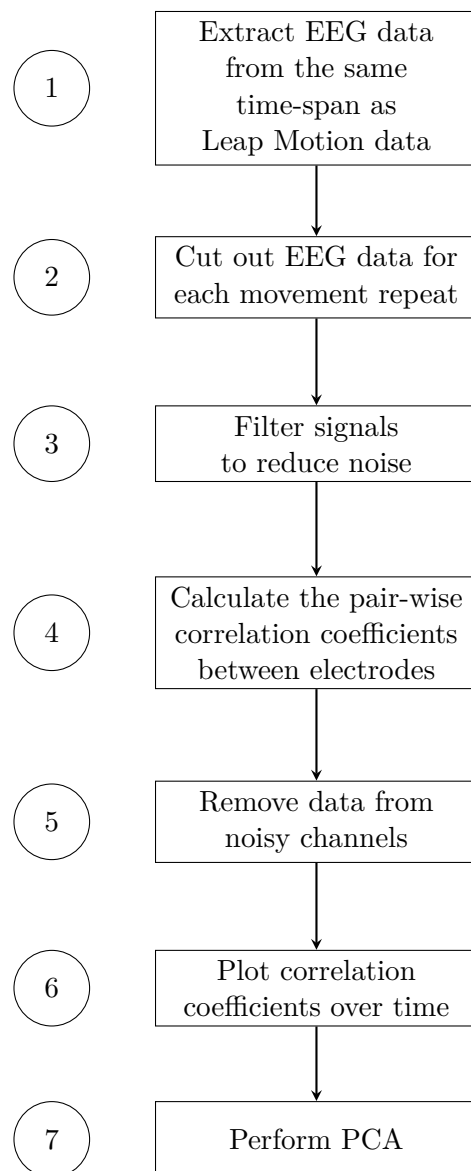 1
Extract EEG data
from the same
time-span as
Leap Motion data
2
Cut out EEG data for
each movement repeat
3
Filter signals
to reduce noise
4
Calculate the pair-wise
correlation coefficients
between electrodes
5
Remove data from
noisy channels
6
Plot correlation
coefficients over time
7
Perform PCA